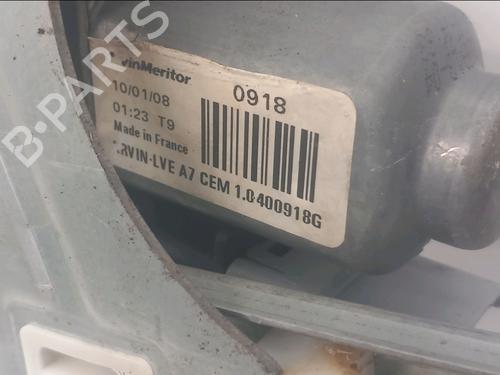 vinMeritor
0918
10/01/08
01:23 T9
Made in France
RVIN-LVE A7 CEM 1.0400918G
B-PARTS